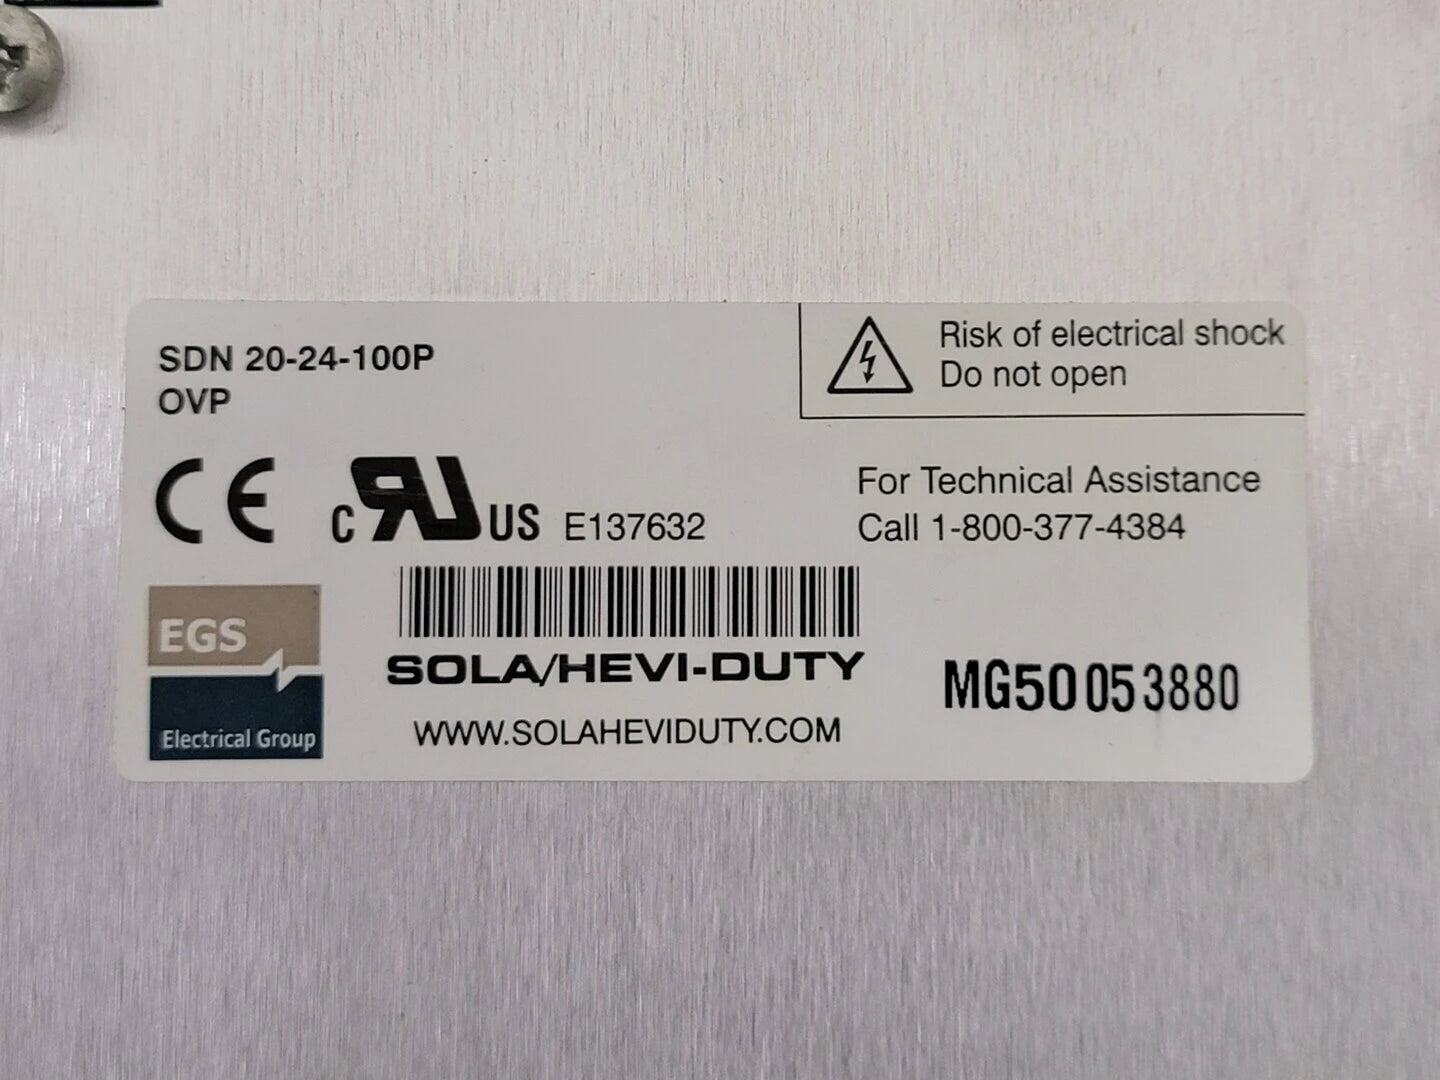 SDN 20-24-100P
OVP
Risk of electrical shock
Do not open
CE
c RU US E137632
For Technical Assistance
Call 1-800-377-4384
EGS
Electrical Group
SOLA/HEVI-DUTY
WWW.SOLAHEVIDUTY.COM
MG50053880